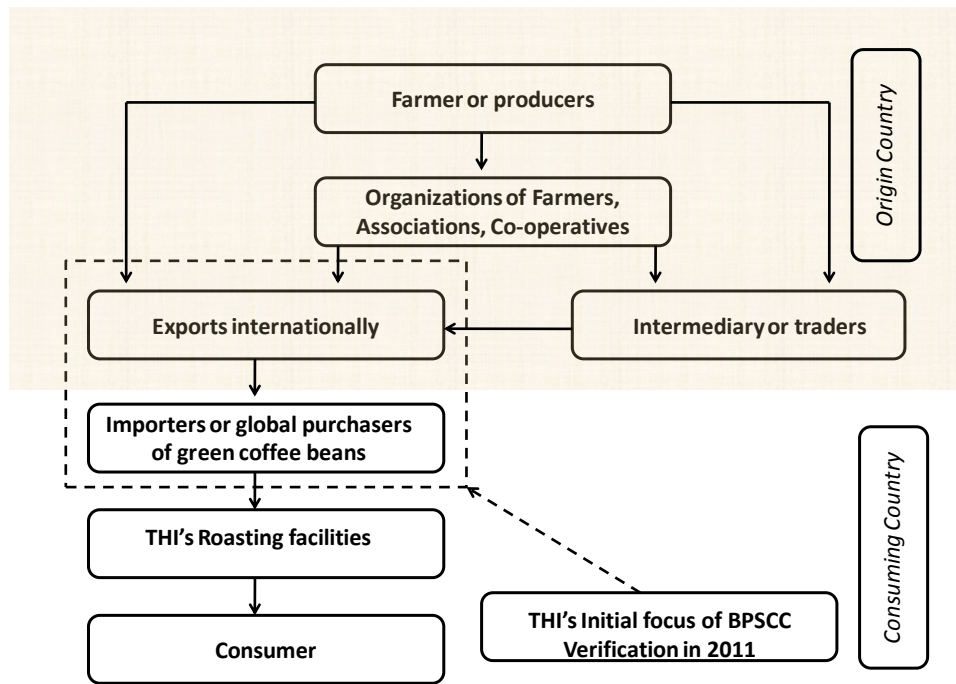 Farmer or producers
Origin Country
Organizations of Farmers,
Associations, Co-operatives
Exports internationally
Intermediary or traders
Importers or global purchasers
of green coffee beans
Consuming Country
THI's Roasting facilities
THI's Initial focus of BPSCC
Verification in 2011
Consumer